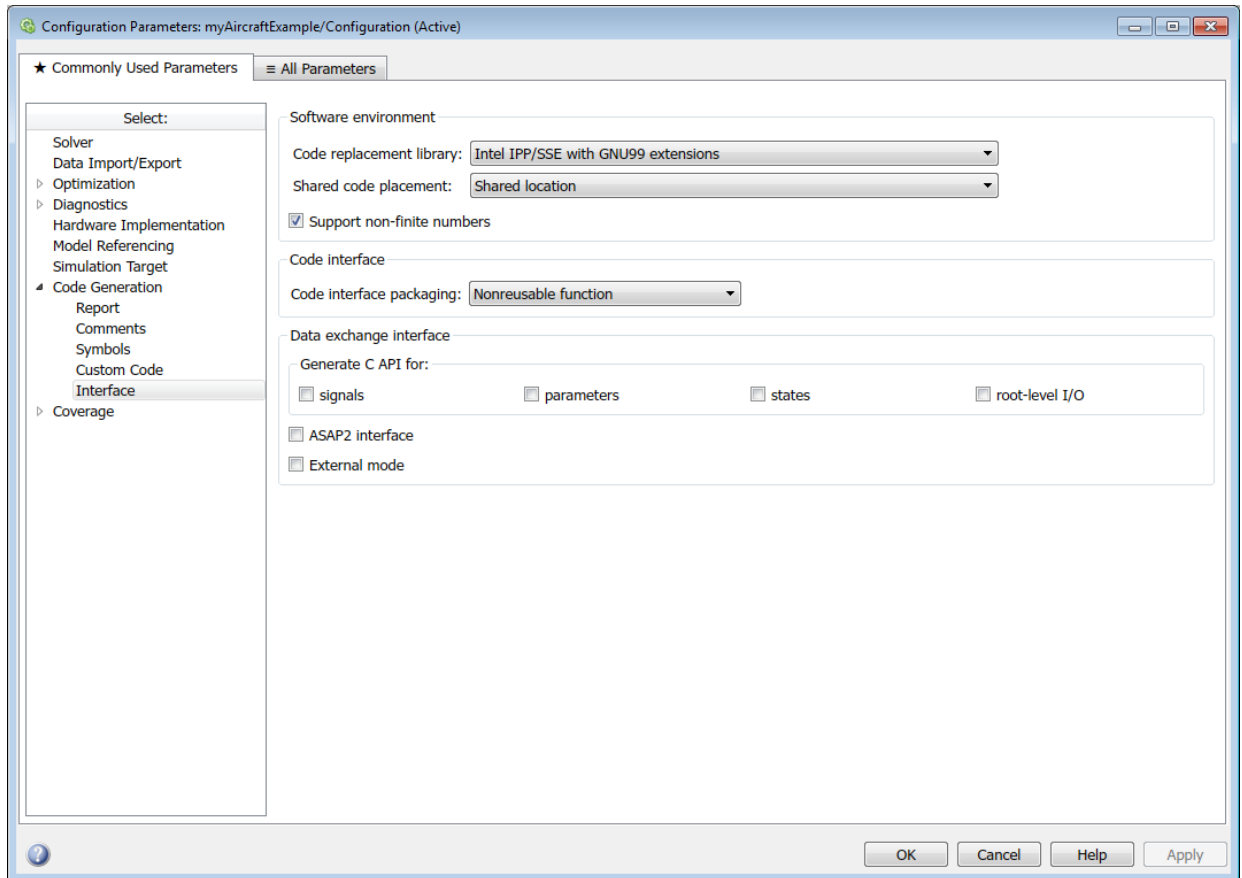 Configuration Parameters: myAircraftExample/Configuration (Active)
★ Commonly Used Parameters
≡ All Parameters
Select:
Solver
Data Import/Export
Optimization
Diagnostics
Hardware Implementation
Model Referencing
Simulation Target
Code Generation
Report
Comments
Symbols
Custom Code
Interface
Coverage
Software environment
Code replacement library: Intel IPP/SSE with GNU99 extensions
Shared code placement: Shared location
Support non-finite numbers
Code interface
Code interface packaging: Nonreusable function
Data exchange interface
Generate C API for:
signals parameters states root-level I/O
ASAP2 interface
External mode
? OK Cancel Help Apply